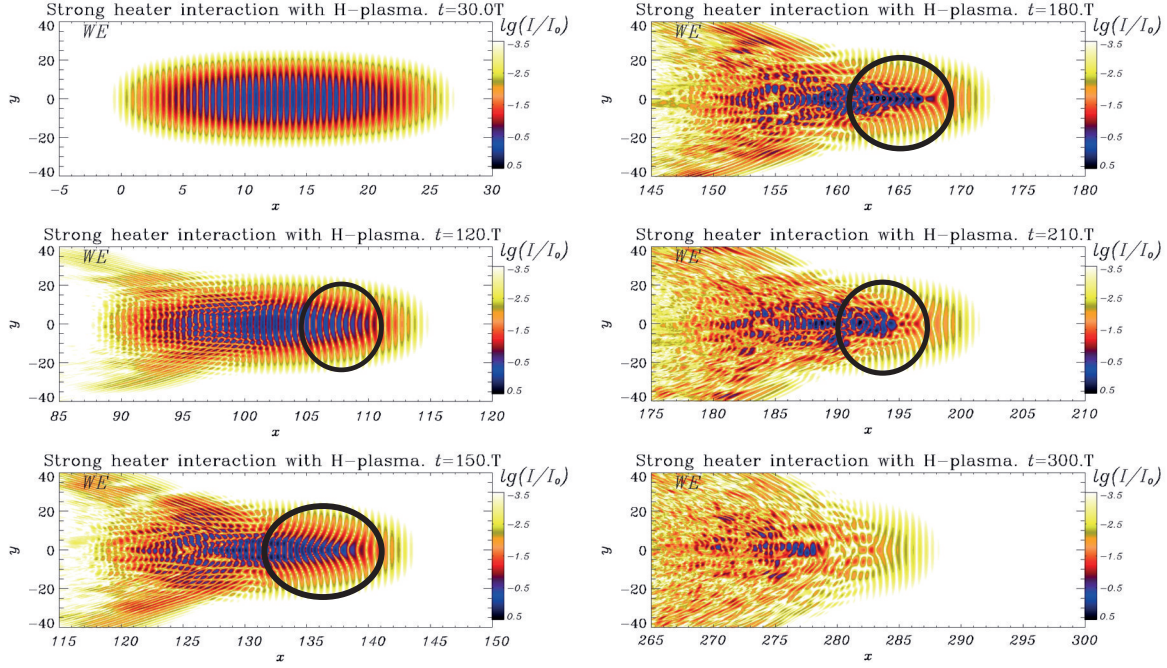 Strong heater interaction with H-plasma. t=30.0T
lg(I/I₀)
WE
y
40
20
0
-20
-40
-3.5
-2.5
-1.5
-0.5
0.5
-5 0 5 10 15 20 25 30
x
Strong heater interaction with H-plasma. t=180.T
lg(I/I₀)
WE
y
40
20
0
-20
-40
-3.5
-2.5
-1.5
-0.5
0.5
145 150 155 160 165 170 175 180
x
Strong heater interaction with H-plasma. t=120.T
lg(I/I₀)
WE
y
40
20
0
-20
-40
-3.5
-2.5
-1.5
-0.5
0.5
85 90 95 100 105 110 115 120
x
Strong heater interaction with H-plasma. t=210.T
lg(I/I₀)
WE
y
40
20
0
-20
-40
-3.5
-2.5
-1.5
-0.5
0.5
175 180 185 190 195 200 205 210
x
Strong heater interaction with H-plasma. t=150.T
lg(I/I₀)
WE
y
40
20
0
-20
-40
-3.5
-2.5
-1.5
-0.5
0.5
115 120 125 130 135 140 145 150
x
Strong heater interaction with H-plasma. t=300.T
lg(I/I₀)
WE
y
40
20
0
-20
-40
-3.5
-2.5
-1.5
-0.5
0.5
265 270 275 280 285 290 295 300
x